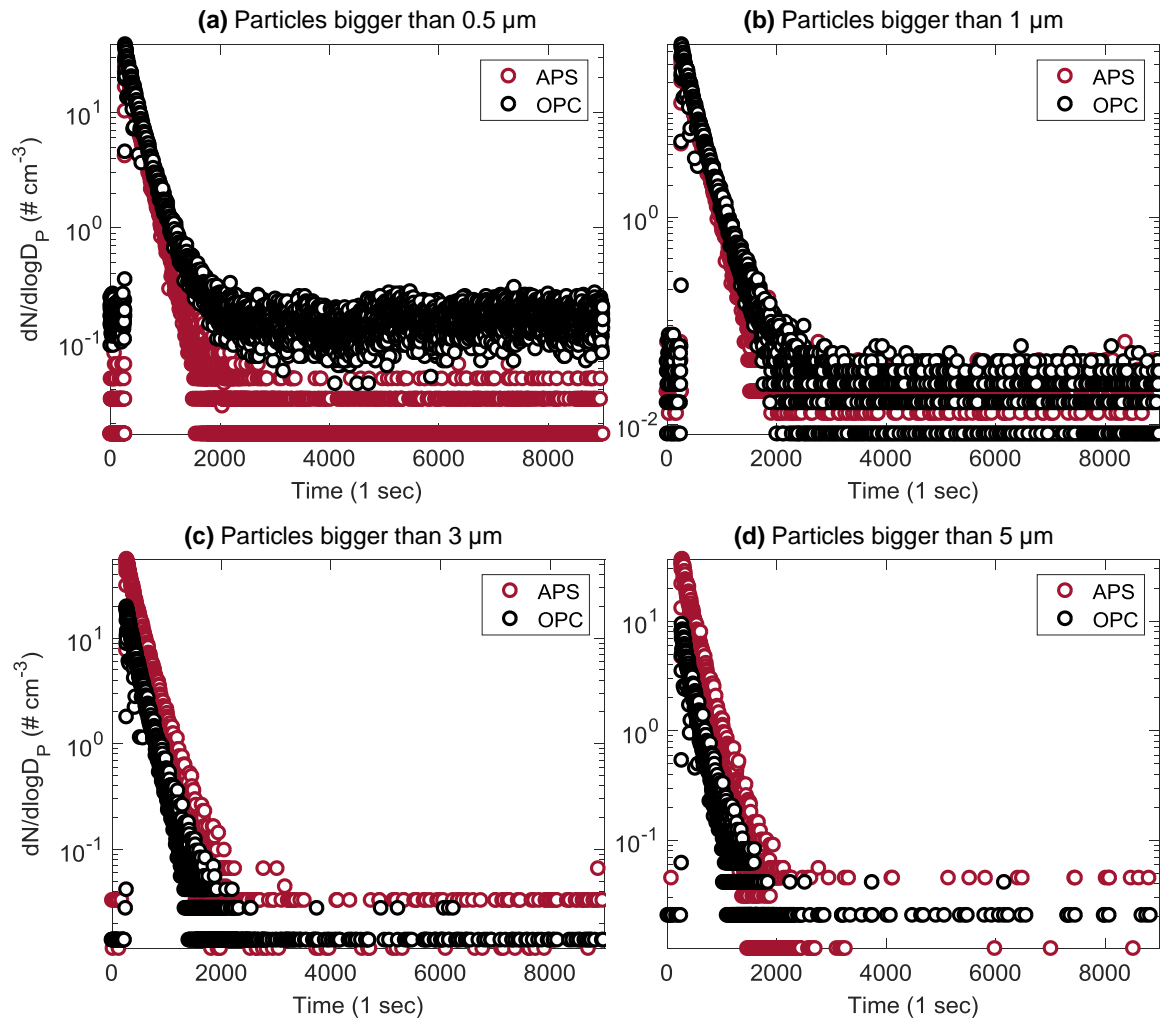 (a) Particles bigger than 0.5 µm
APS
OPC
10^1
10^0
10^-1
dN/dlogD_P (# cm^-3)
0 2000 4000 6000 8000
Time (1 sec)
(b) Particles bigger than 1 µm
APS
OPC
10^0
10^-2
0 2000 4000 6000 8000
Time (1 sec)
(c) Particles bigger than 3 µm
APS
OPC
10^1
10^0
10^-1
dN/dlogD_P (# cm^-3)
0 2000 4000 6000 8000
Time (1 sec)
(d) Particles bigger than 5 µm
APS
OPC
10^1
10^0
10^-1
0 2000 4000 6000 8000
Time (1 sec)